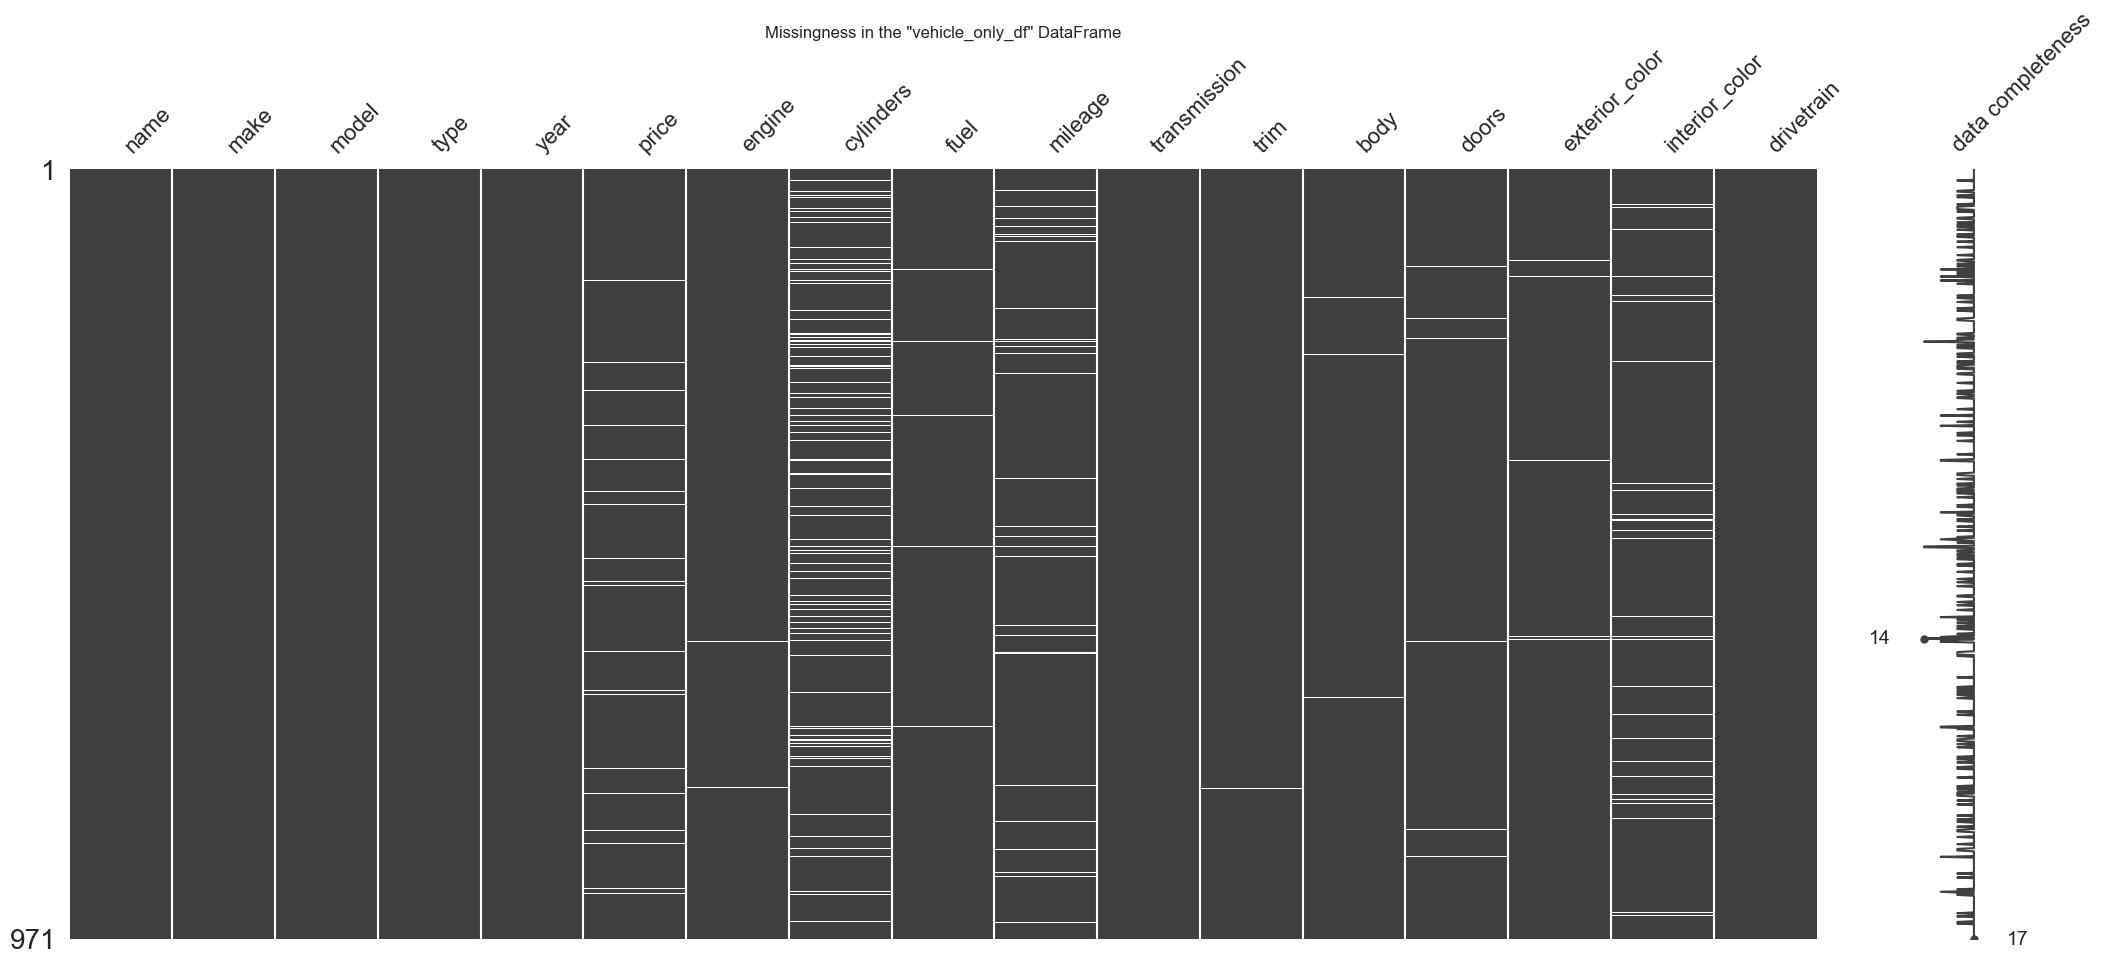 Missingness in the "vehicle_only_df" DataFrame
name
make
model
type
year
price
engine
cylinders
fuel
mileage
transmission
trim
body
doors
exterior_color
interior_color
drivetrain
data completeness
1
14
971
17